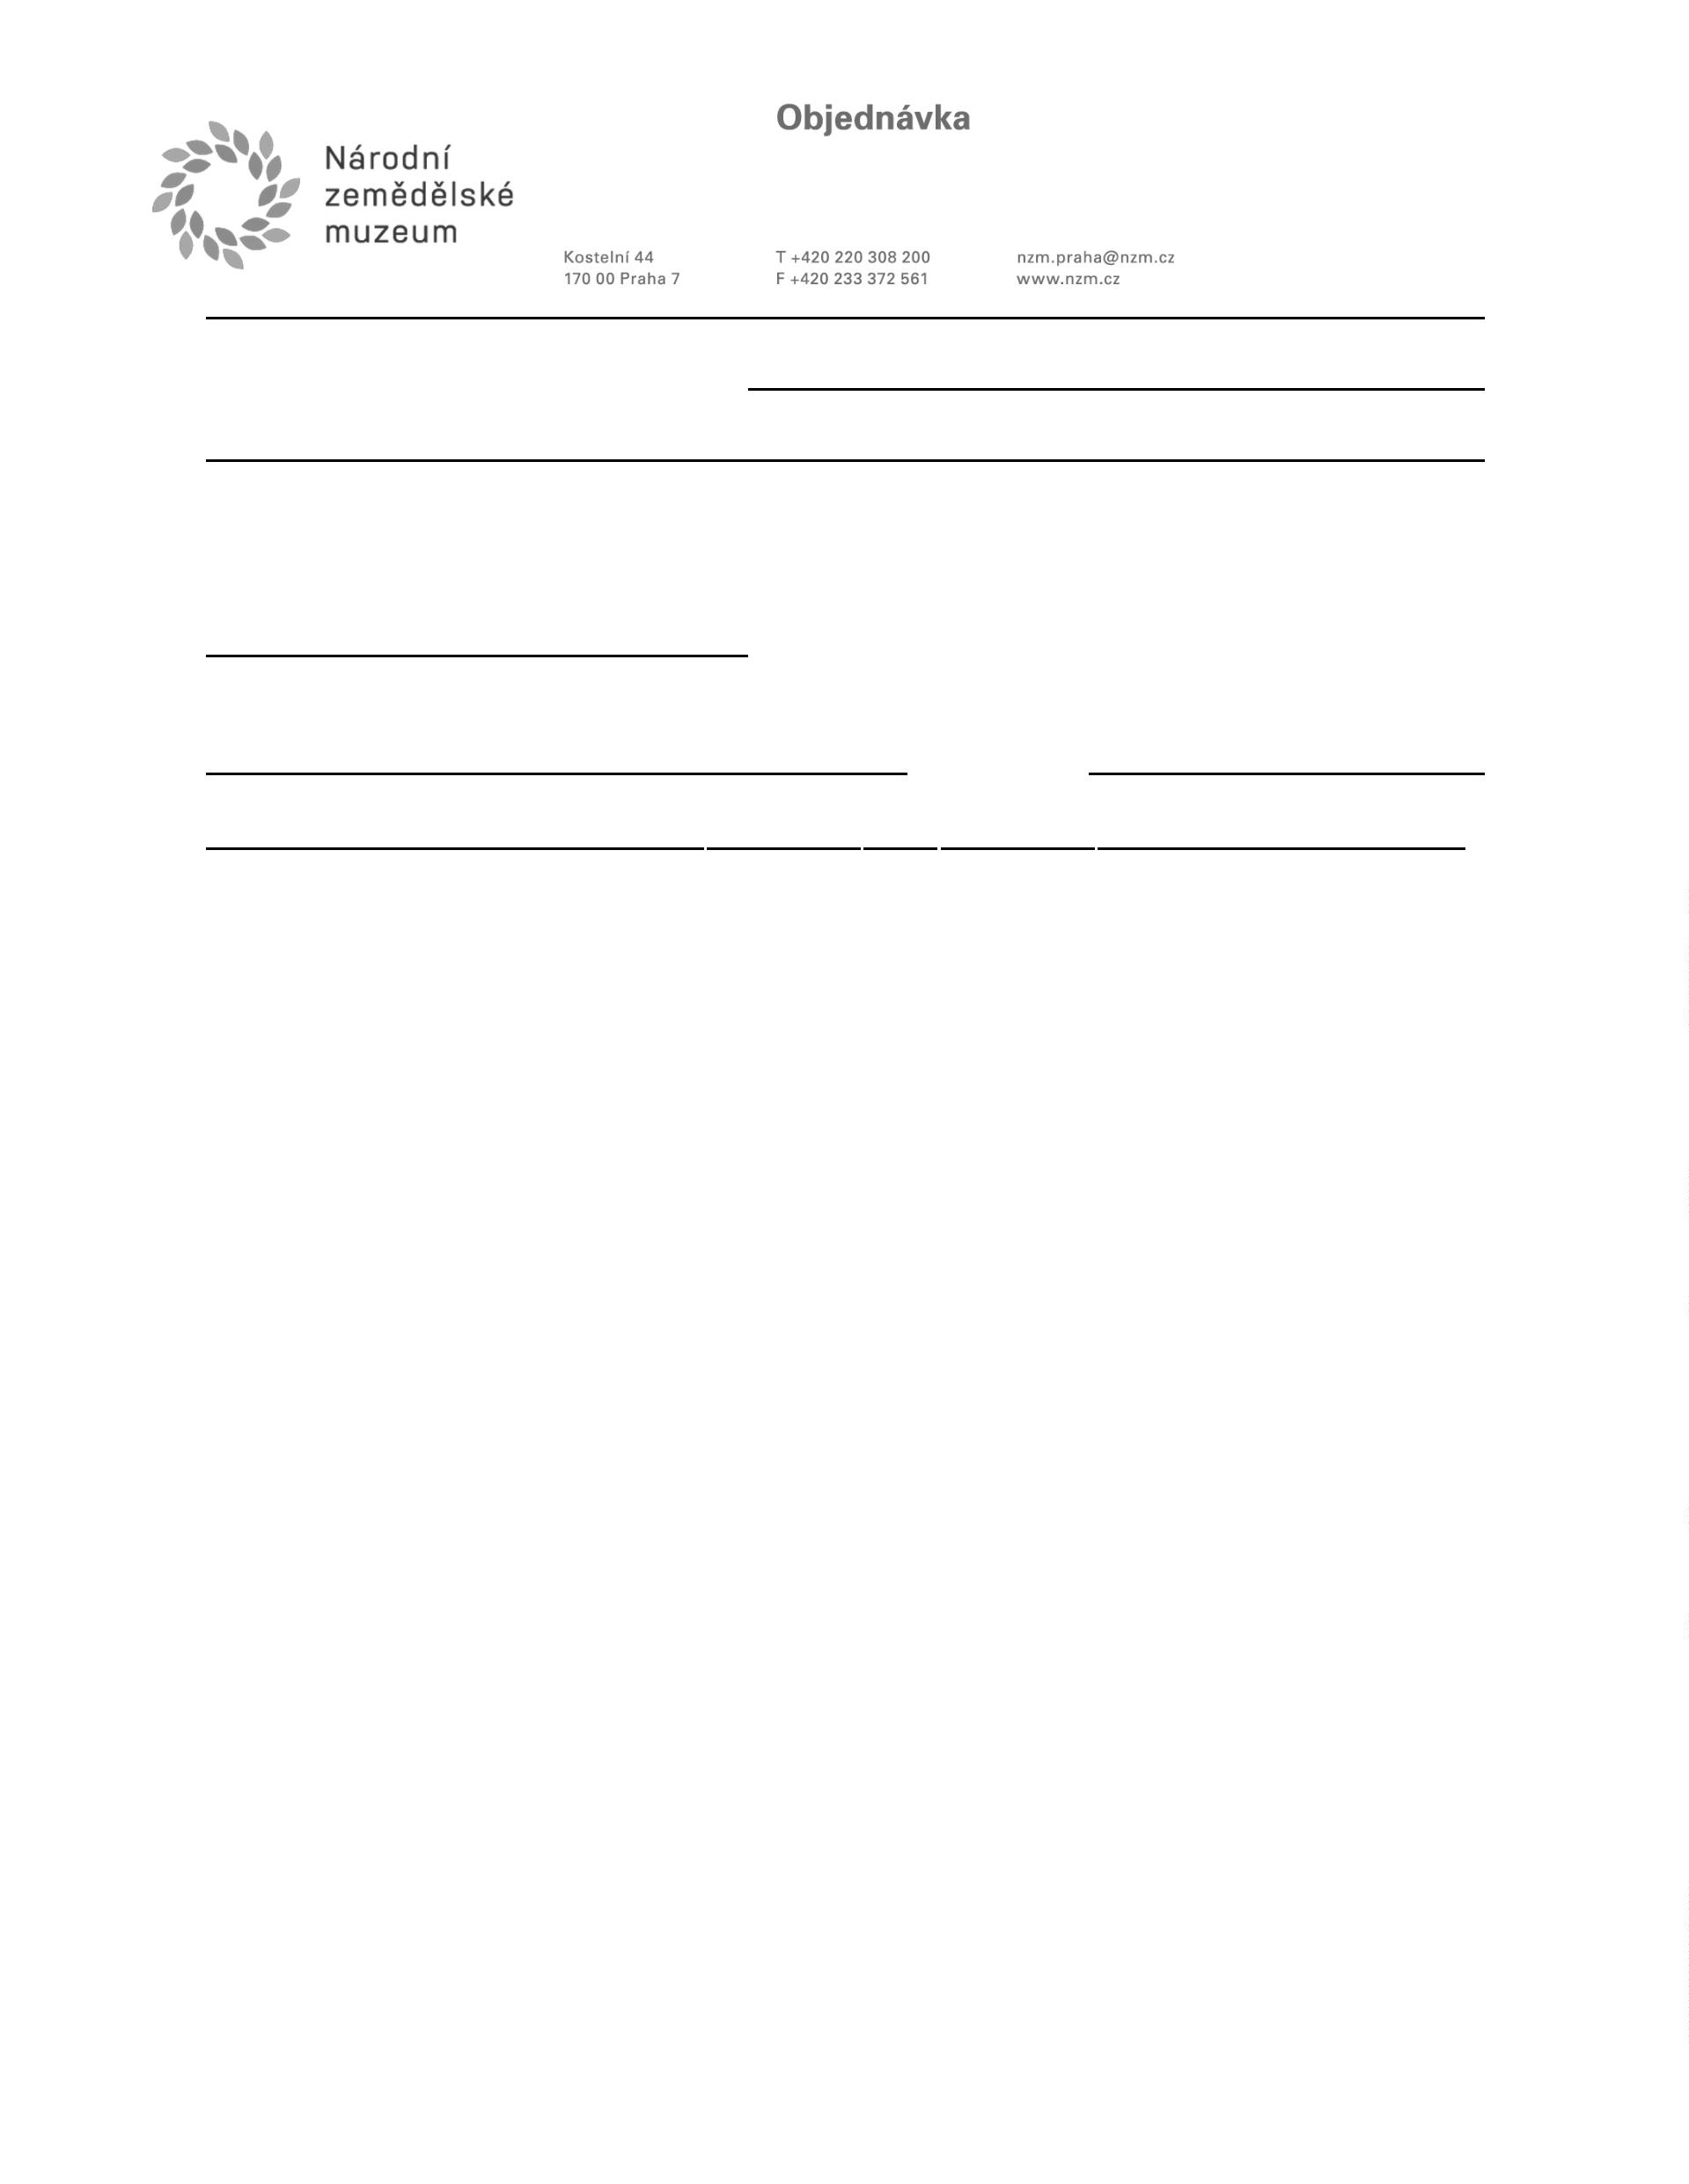 Objednávka
Národní
zemědělské
muzeum
Kostelní 44
170 00 Praha 7
T +420 220 308 200
F +420 233 372 561
nzm.praha@nzm.cz
www.nzm.cz